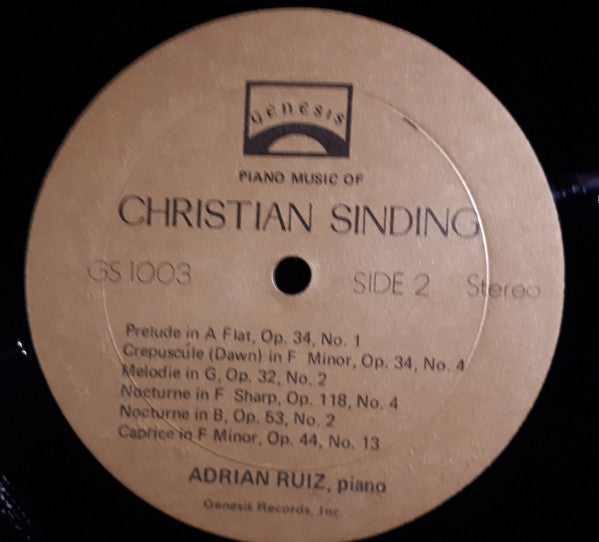 Genesis
PIANO MUSIC OF
CHRISTIAN SINDING
GS 1003 SIDE 2 Stereo
Prelude in A Flat, Op. 34, No. 1
Crepuscule (Dawn) in F Minor, Op. 34, No. 4
Melodie in G, Op. 32, No. 2
Nocturne in F Sharp, Op. 118, No. 4
Nocturne in B, Op. 53, No. 2
Caprice in F Minor, Op. 44, No. 13
ADRIAN RUIZ, piano
Genesis Records, Inc.